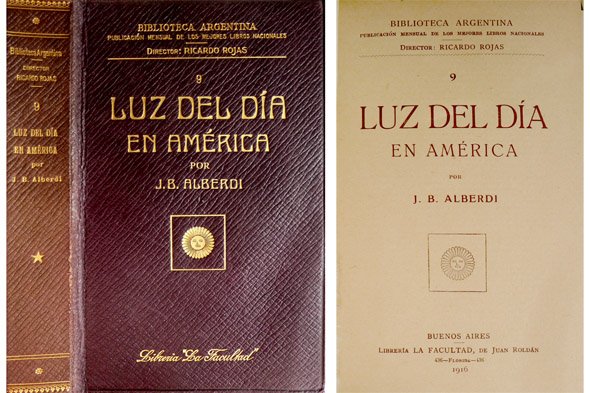 Biblioteca Argentina
DIRECTOR
RICARDO ROJAS
9
LUZ DEL DÍA
EN AMÉRICA
por
J. B. Alberdi
BIBLIOTECA ARGENTINA
PUBLICACIÓN MENSUAL DE LOS MEJORES LIBROS NACIONALES
DIRECTOR: RICARDO ROJAS
9
LUZ DEL DÍA
EN AMÉRICA
POR
J. B. ALBERDI
Librería "La Facultad"
BIBLIOTECA ARGENTINA
PUBLICACIÓN MENSUAL DE LOS MEJORES LIBROS NACIONALES
DIRECTOR: RICARDO ROJAS
9
LUZ DEL DÍA
EN AMÉRICA
POR
J. B. ALBERDI
BUENOS AIRES
LIBRERÍA LA FACULTAD, DE JUAN ROLDÁN
436—FLORIDA—436
1916